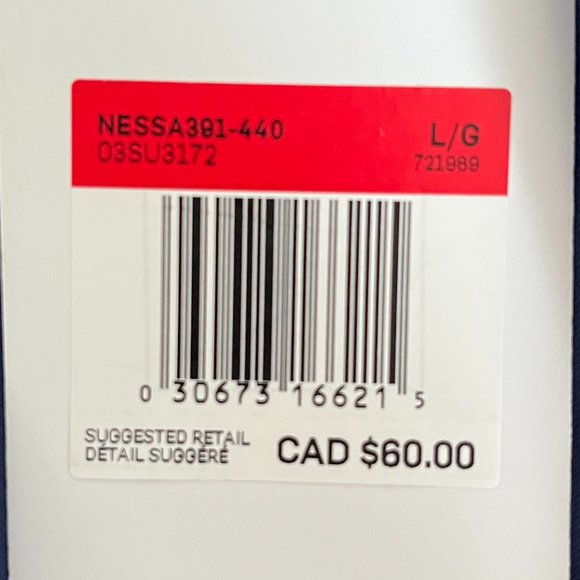 NESSA391-440
L/G
03SU3172
721989
0 30673 16621 5
SUGGESTED RETAIL
DÉTAIL SUGGÉRÉ
CAD $60.00